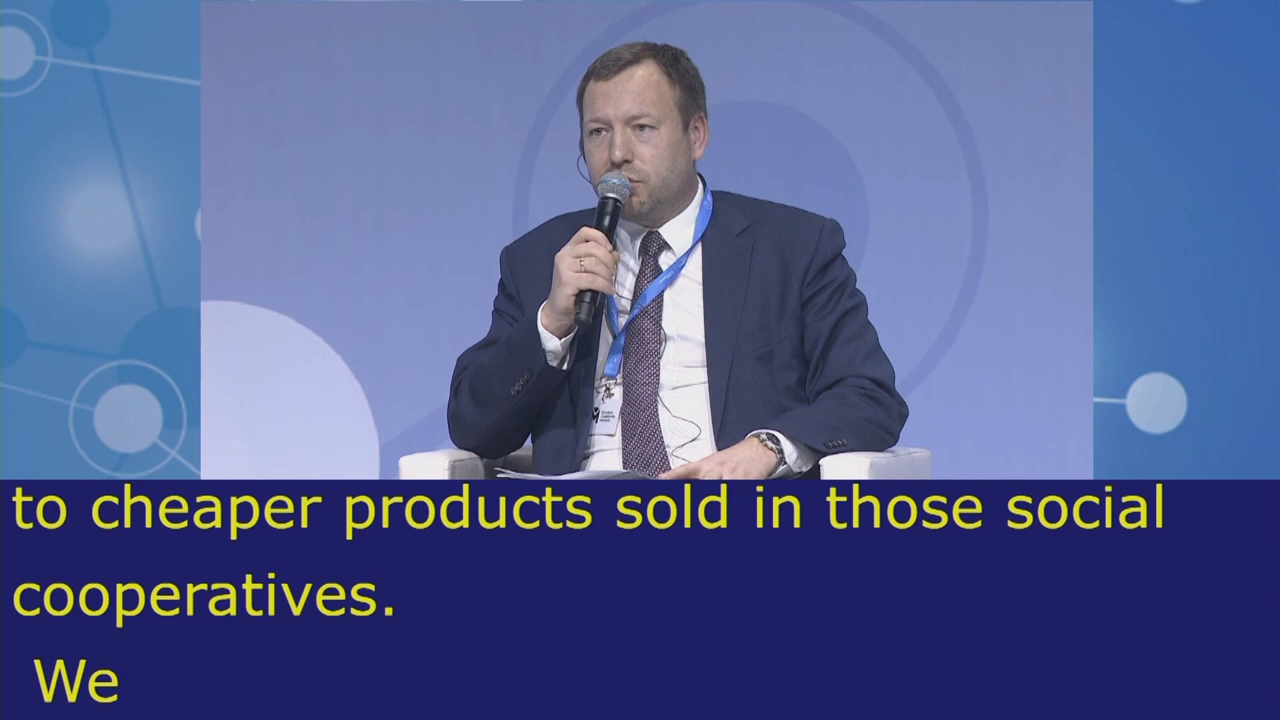 to cheaper products sold in those social
cooperatives.
We